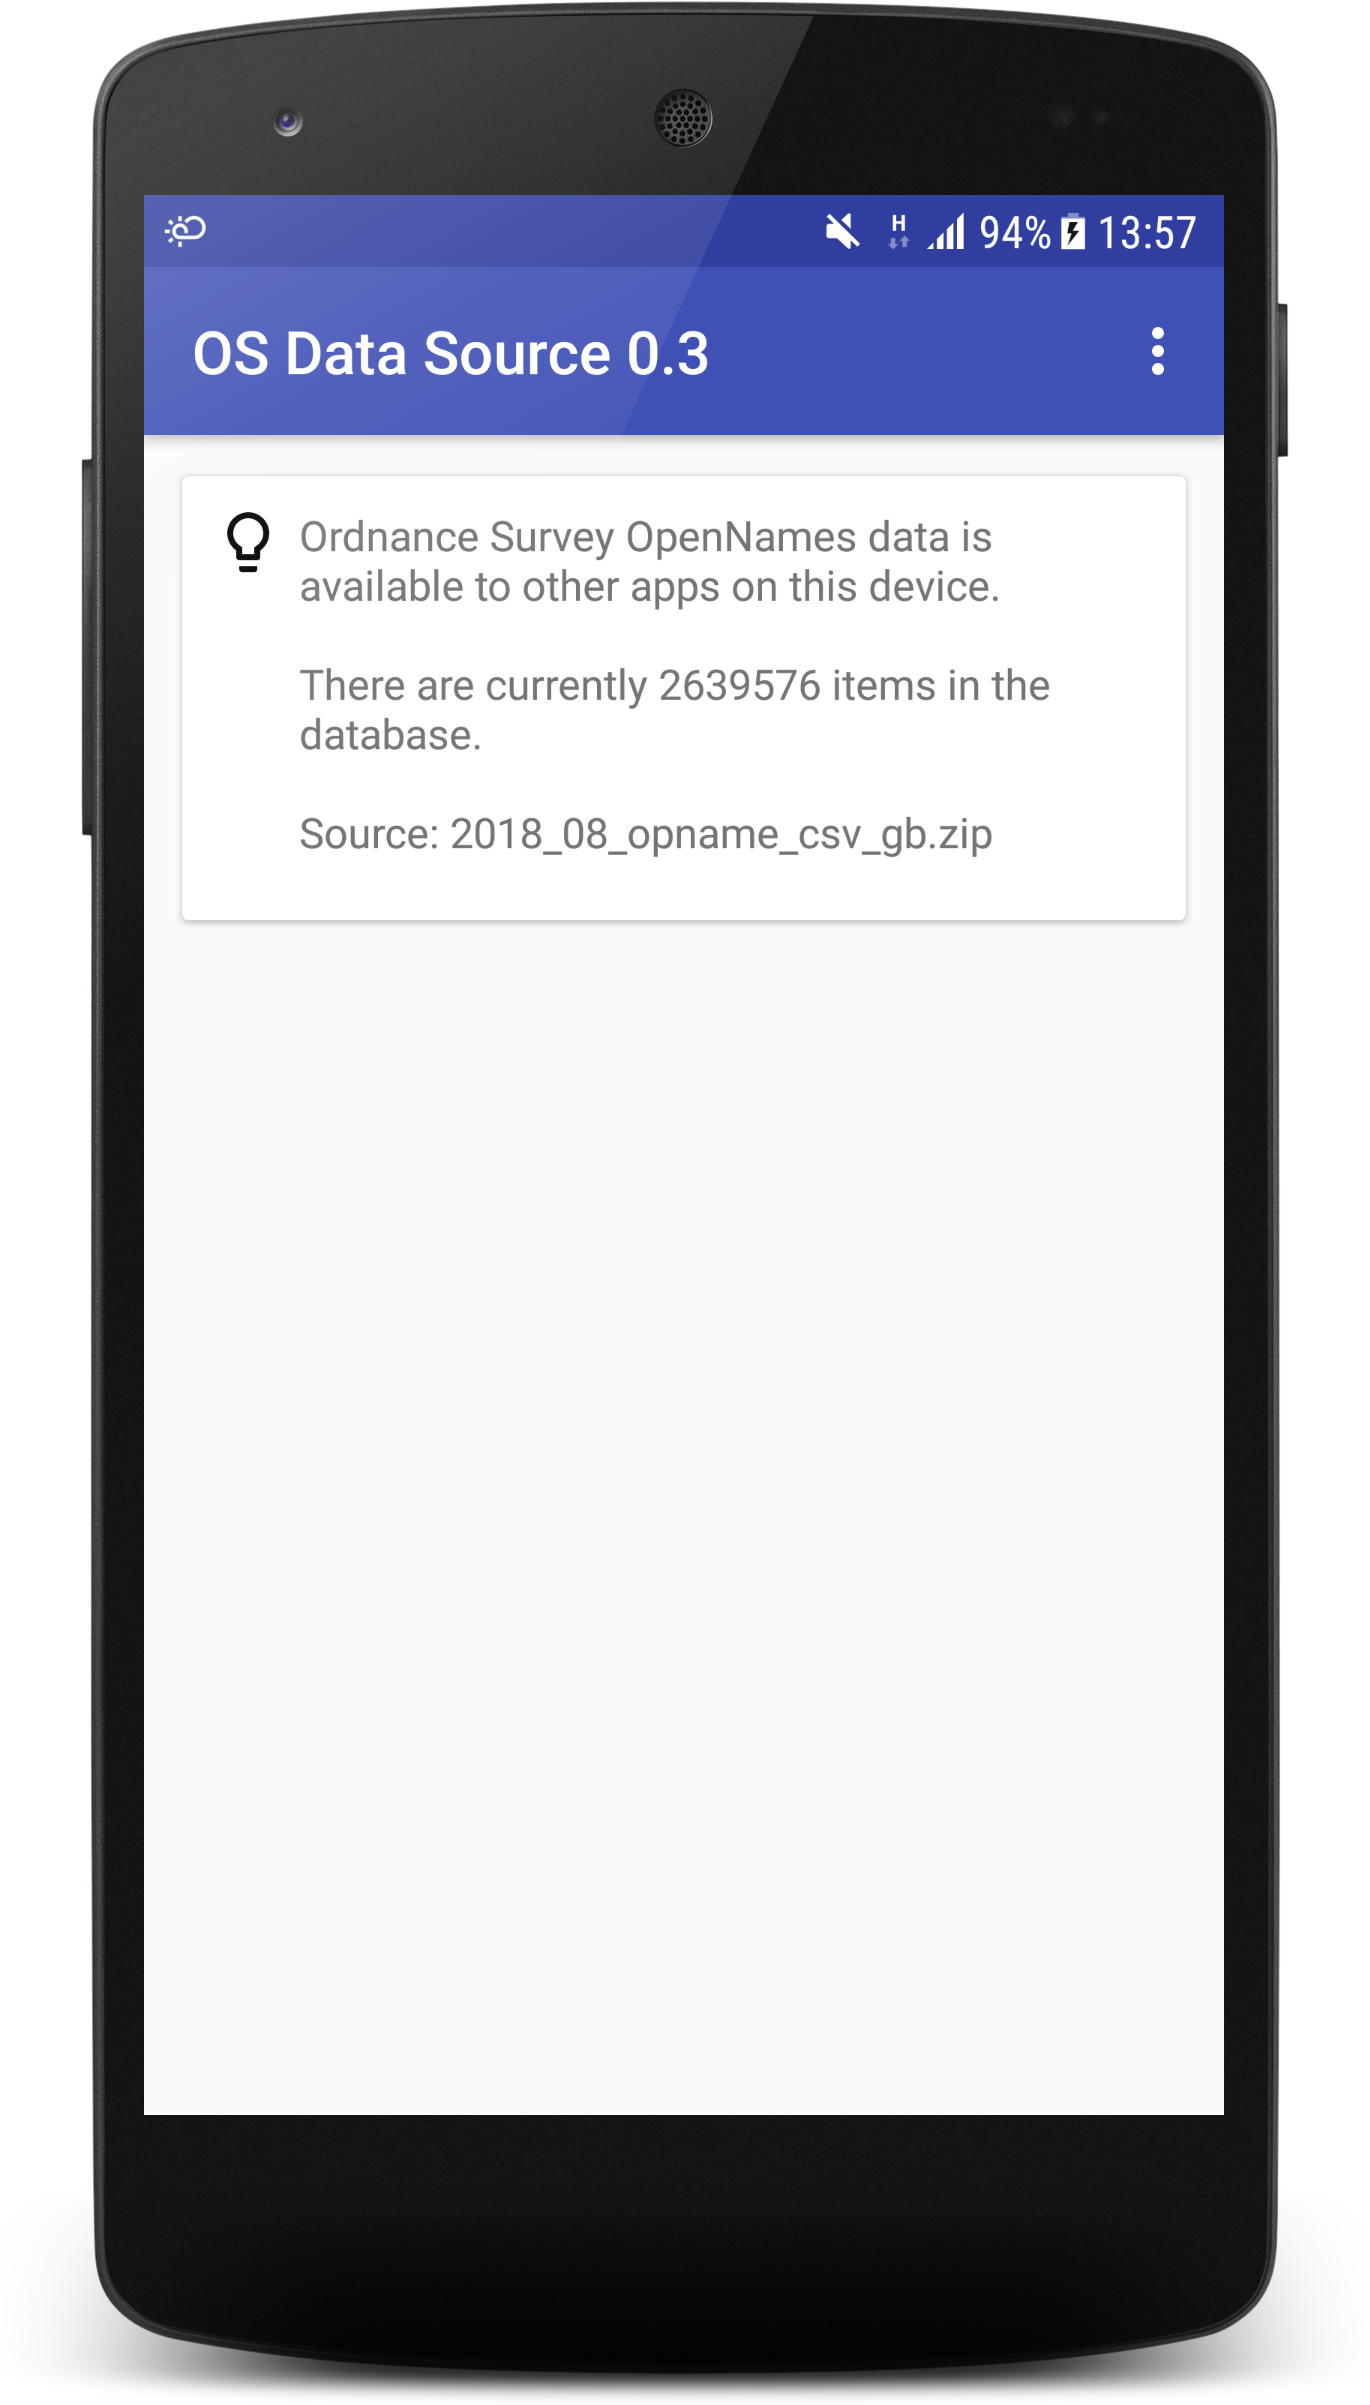 H 94% 13:57
OS Data Source 0.3
Ordnance Survey OpenNames data is
available to other apps on this device.
There are currently 2639576 items in the
database.
Source: 2018_08_opname_csv_gb.zip